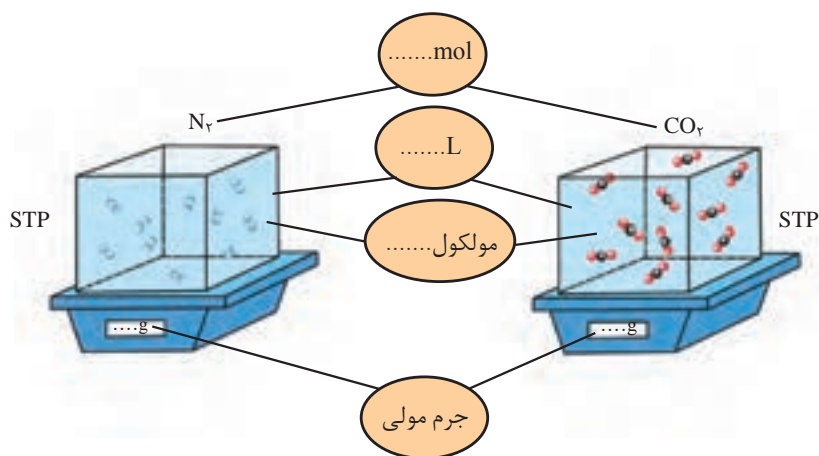 .......mol
N۲
CO۲
.......L
STP
STP
.......مولکول
....g
....g
جرم مولی